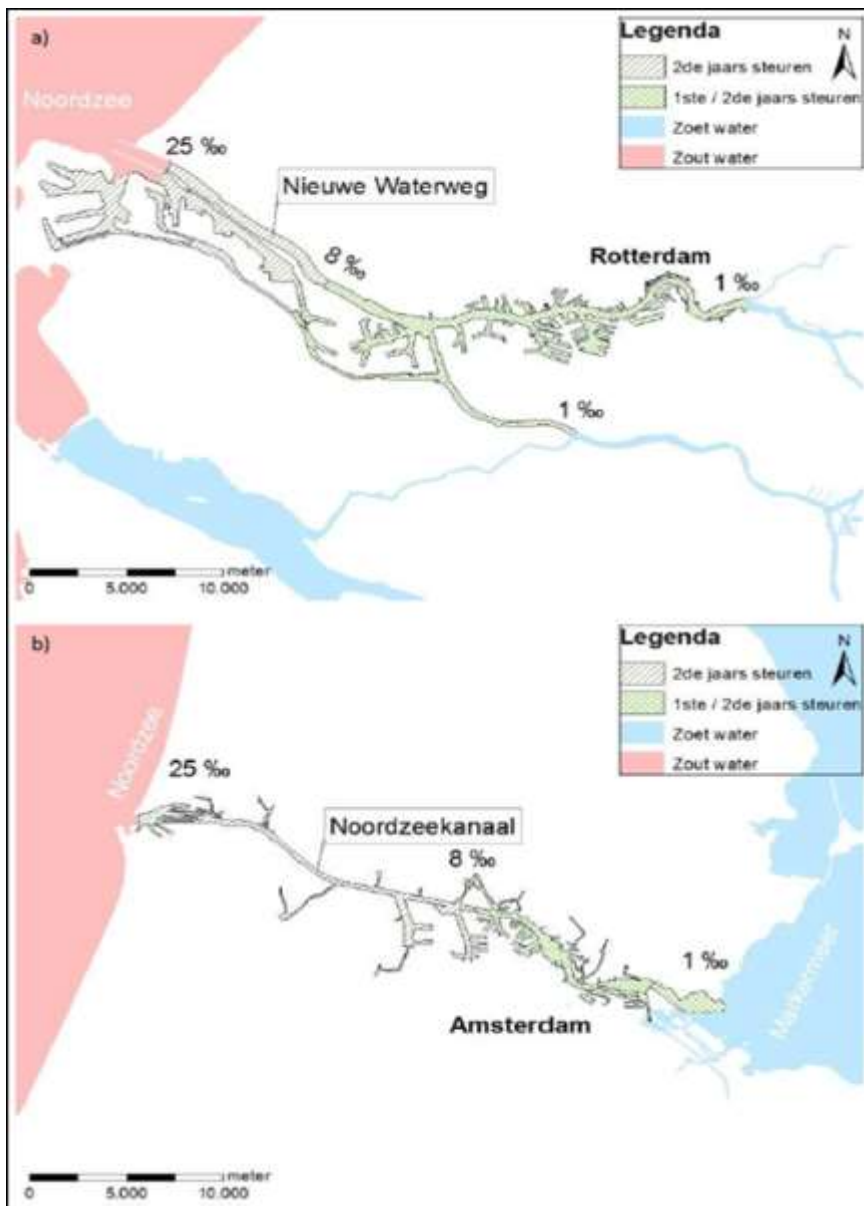 a)
Legenda
N
2de jaars steuren
1ste / 2de jaars steuren
Zoet water
Zout water
Noordzee
25 ‰
Nieuwe Waterweg
8 ‰
Rotterdam
1 ‰
1 ‰
meter
0 5.000 10.000
b)
Legenda
N
2de jaars steuren
1ste / 2de jaars steuren
Zoet water
Zout water
Noordzee
25 ‰
Noordzeekanaal
8 ‰
1 ‰
Amsterdam
Markermeer
meter
0 5.000 10.000